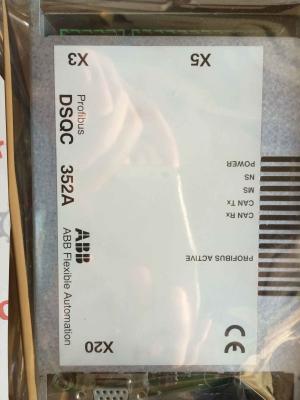 X3
X5
Profibus
DSQC 352A
ABB
ABB Flexible Automation
POWER
NS
MS
CAN Tx
CAN Rx
PROFIBUS ACTIVE
X20
CE